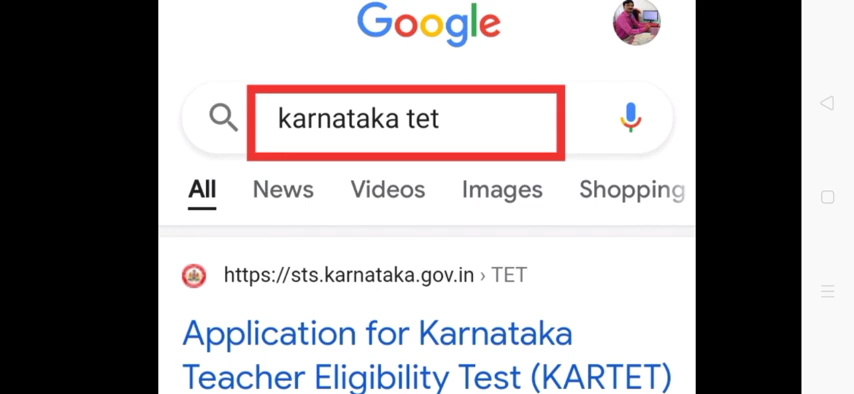 Google
karnataka tet
All News Videos Images Shopping
https://sts.karnataka.gov.in › TET
Application for Karnataka
Teacher Eligibility Test (KARTET)